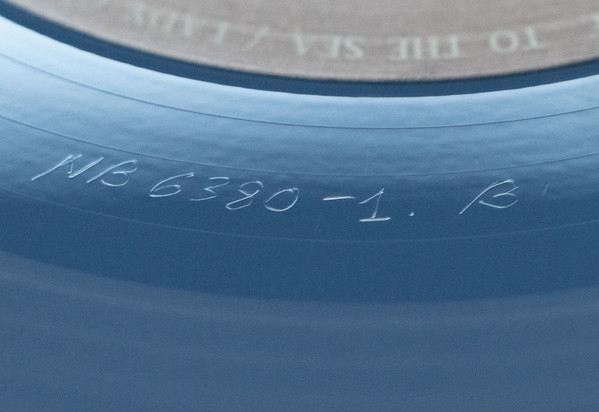 TO THE SEA / LADY
NB 6380-1. B